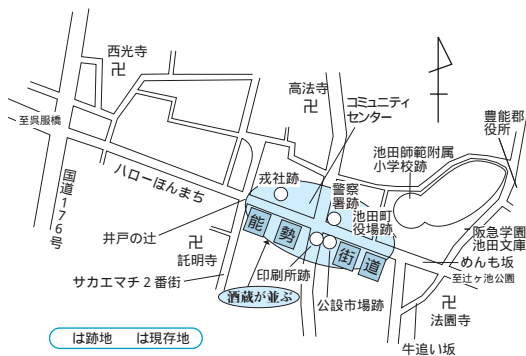 西光寺
高法寺
コミュニティ
センター
豊能郡
役所
至呉服橋
池田師範附属
小学校跡
ハローほんまち
戎社跡
警察
署跡
池田町
役場跡
国道176号
井戸の辻
能勢街道
阪急学園
池田文庫
めんも坂
託明寺
至辻ヶ池公園
印刷所跡
サカエマチ2番街
酒蔵が並ぶ
公設市場跡
法園寺
は跡地 は現存地
牛追い坂